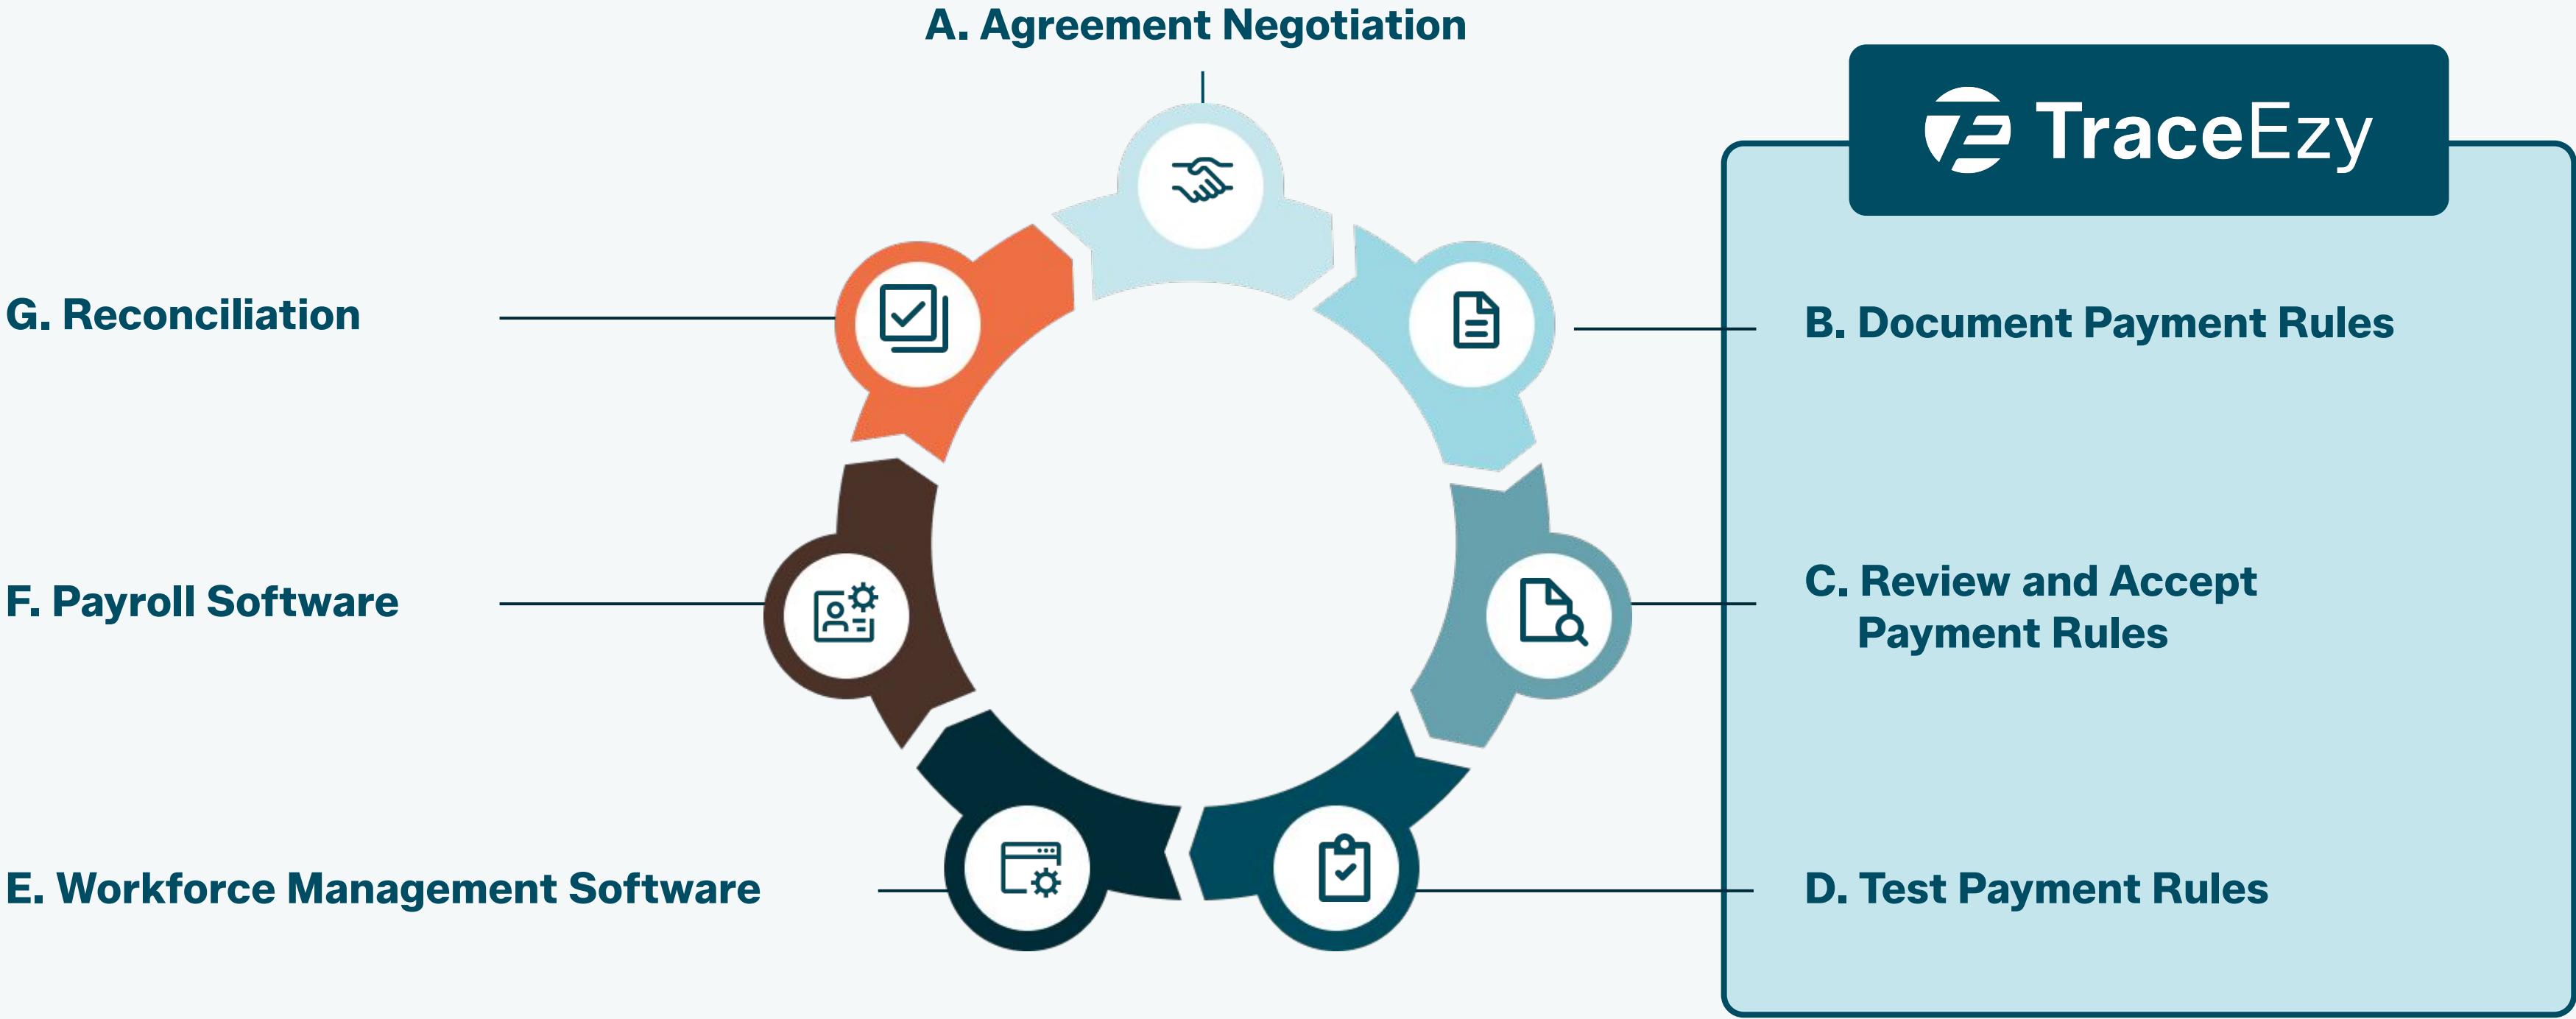 A. Agreement Negotiation
TraceEzy
B. Document Payment Rules
C. Review and Accept
Payment Rules
D. Test Payment Rules
E. Workforce Management Software
F. Payroll Software
G. Reconciliation